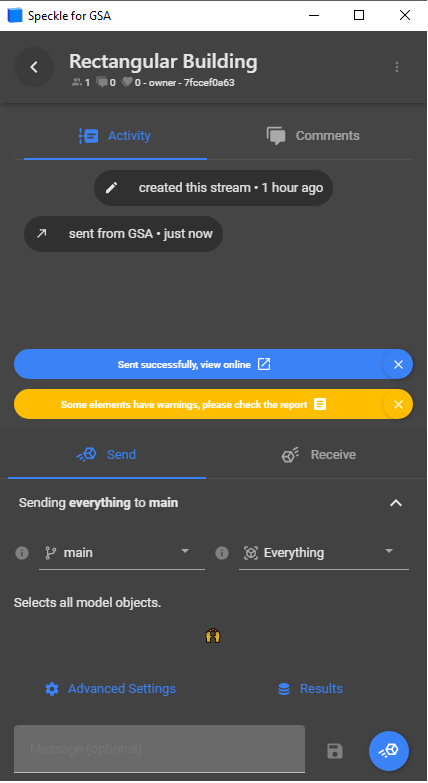 Speckle for GSA
Rectangular Building
1 0 0 - owner - 7fccef0a63
Activity Comments
created this stream • 1 hour ago
sent from GSA • just now
Sent successfully, view online
Some elements have warnings, please check the report
Send Receive
Sending everything to main
main Everything
Selects all model objects.
Advanced Settings Results
Message (optional)